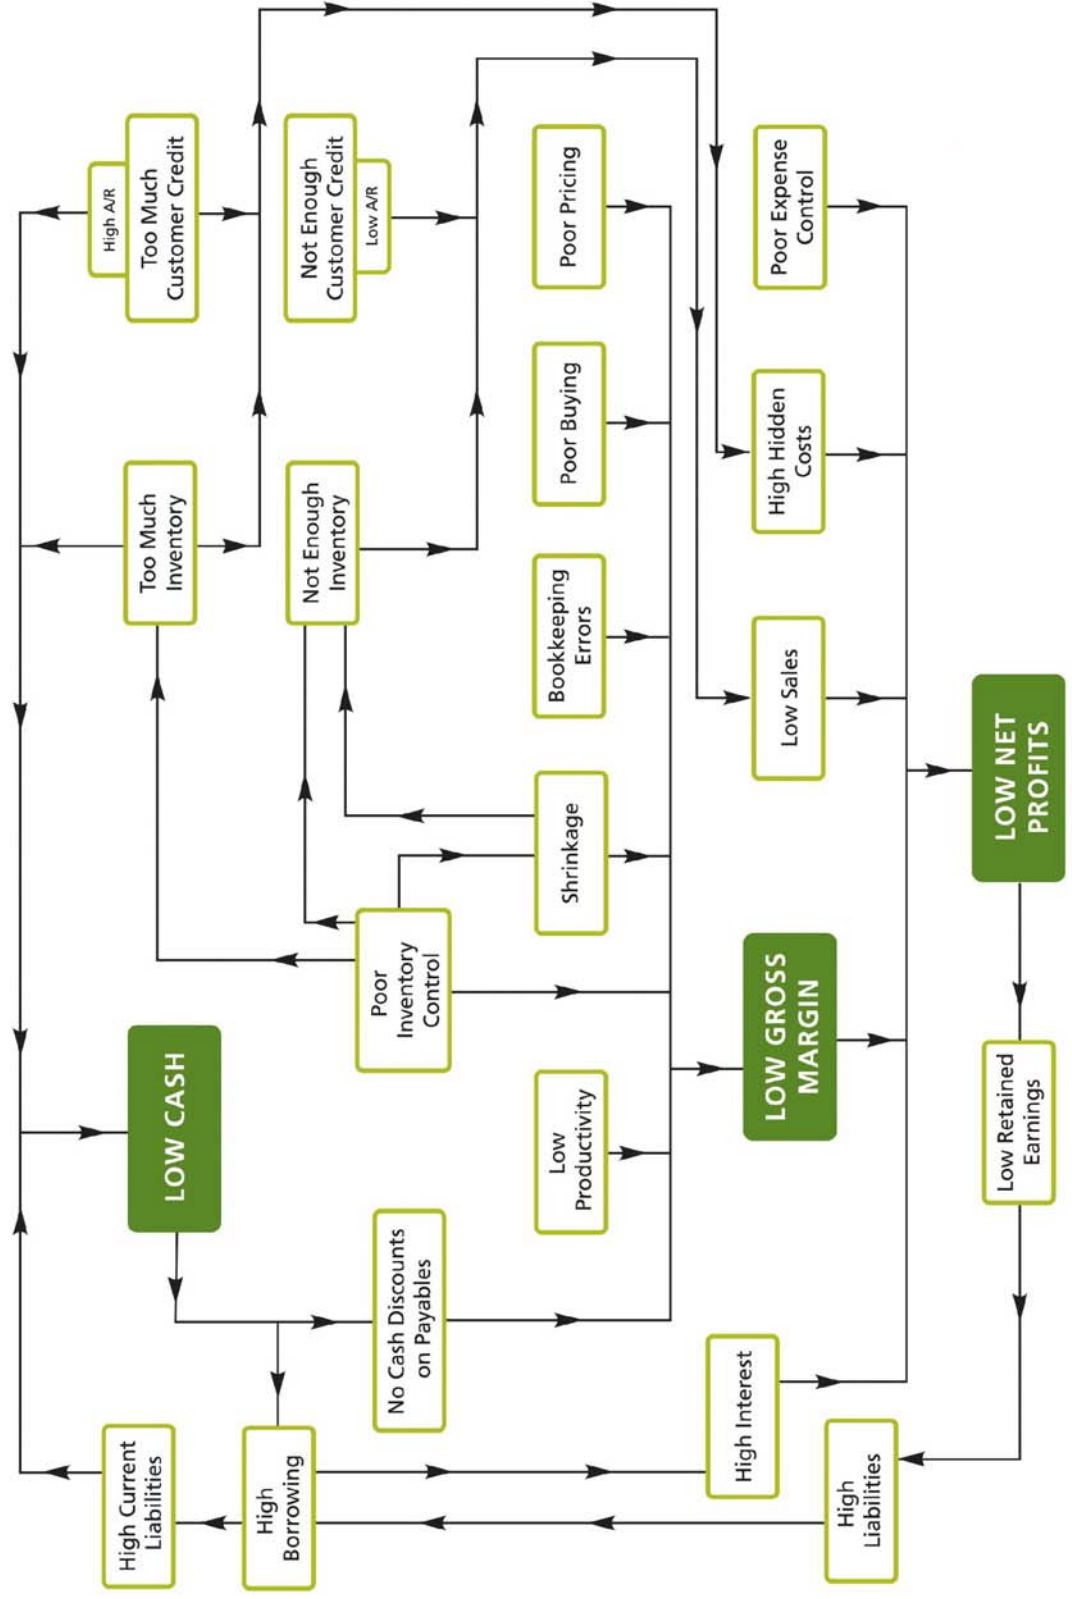 High Current
Liabilities
LOW CASH
Too Much
Inventory
High A/R
Too Much
Customer Credit
High
Borrowing
Not Enough
Inventory
Not Enough
Customer Credit
Low A/R
No Cash Discounts
on Payables
Poor
Inventory
Control
Low
Productivity
Shrinkage
Bookkeeping
Errors
Poor Buying
Poor Pricing
High Interest
LOW GROSS
MARGIN
Low Sales
High Hidden
Costs
Poor Expense
Control
High
Liabilities
Low Retained
Earnings
LOW NET
PROFITS